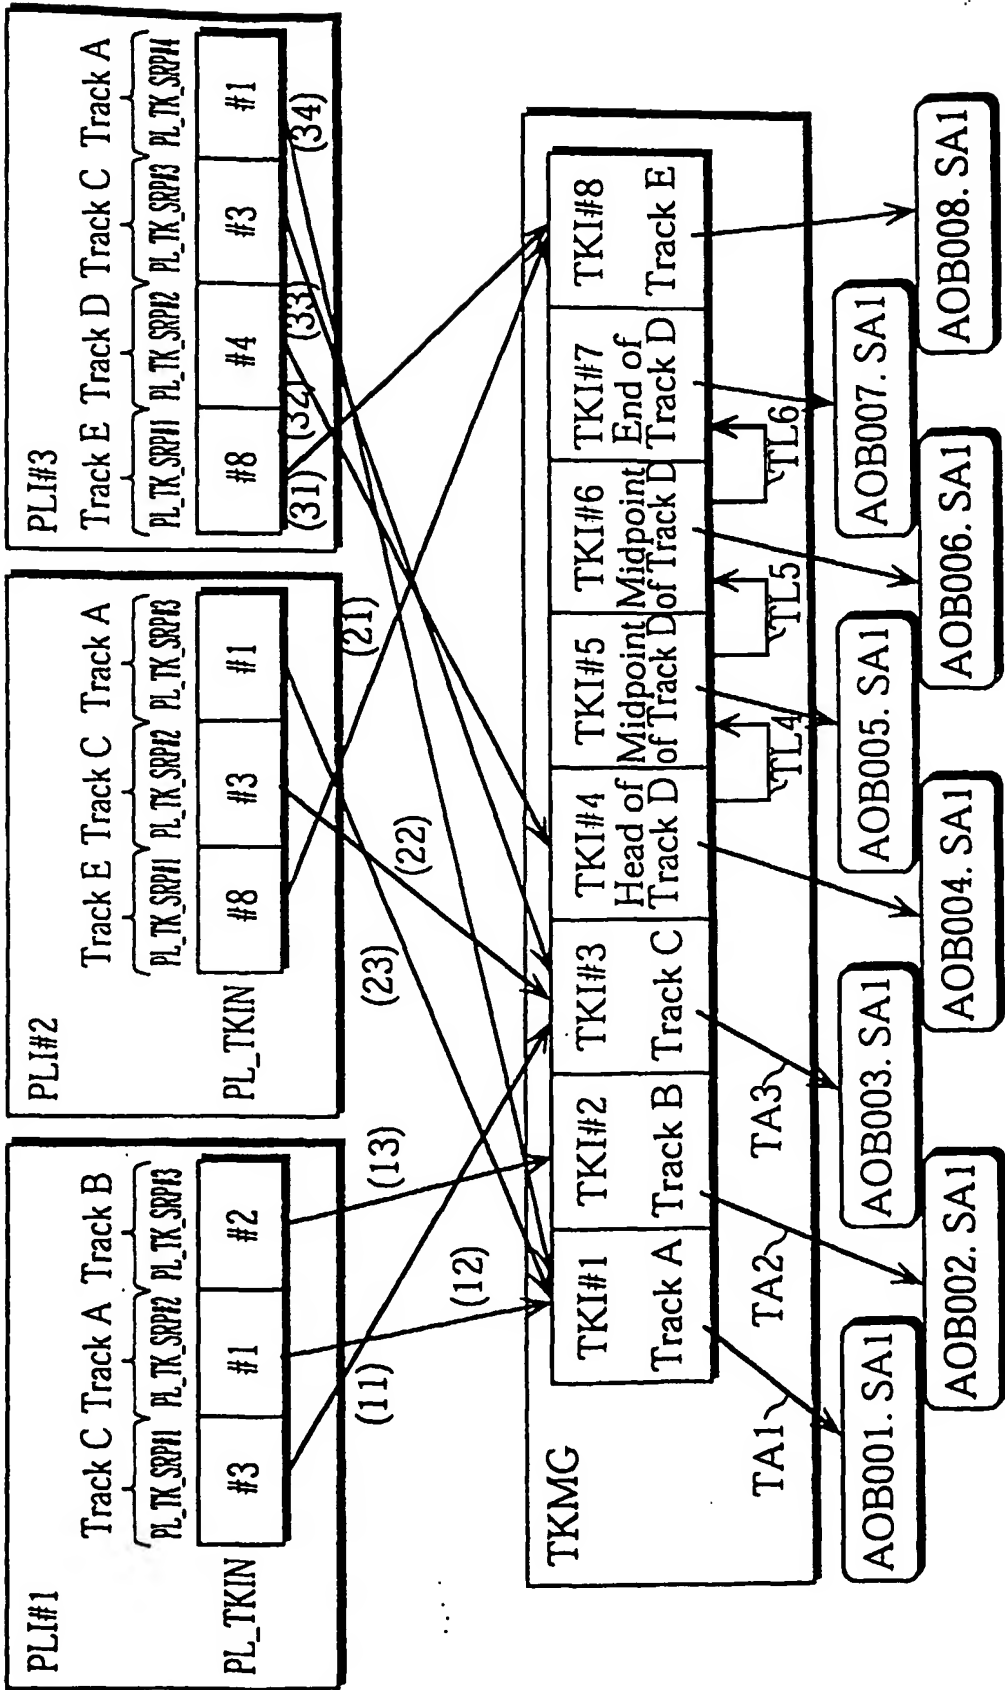 PLI#1
Track C Track A Track B
PL_TK_SRP#1 PL_TK_SRP#2 PL_TK_SRP#3
PL_TKIN #3 #1 #2
PLI#2
Track E Track C Track A
PL_TK_SRP#1 PL_TK_SRP#2 PL_TK_SRP#3
PL_TKIN #8 #3 #1
PLI#3
Track E Track D Track C Track A
PL_TK_SRP#1 PL_TK_SRP#2 PL_TK_SRP#3 PL_TK_SRP#4
#8 #4 #3 #1
(11) (12) (13) (23) (22) (21) (31) (32) (33) (34)
TKMG
TKI#1 TKI#2 TKI#3 TKI#4 TKI#5 TKI#6 TKI#7 TKI#8
Track A Track B Track C Head of Track D Midpoint of Track D Midpoint of Track D End of Track D Track E
TA1 TA2 TA3 TL4 TL5 TL6
AOB001. SA1 AOB003. SA1 AOB005. SA1 AOB007. SA1
AOB002. SA1 AOB004. SA1 AOB006. SA1 AOB008. SA1